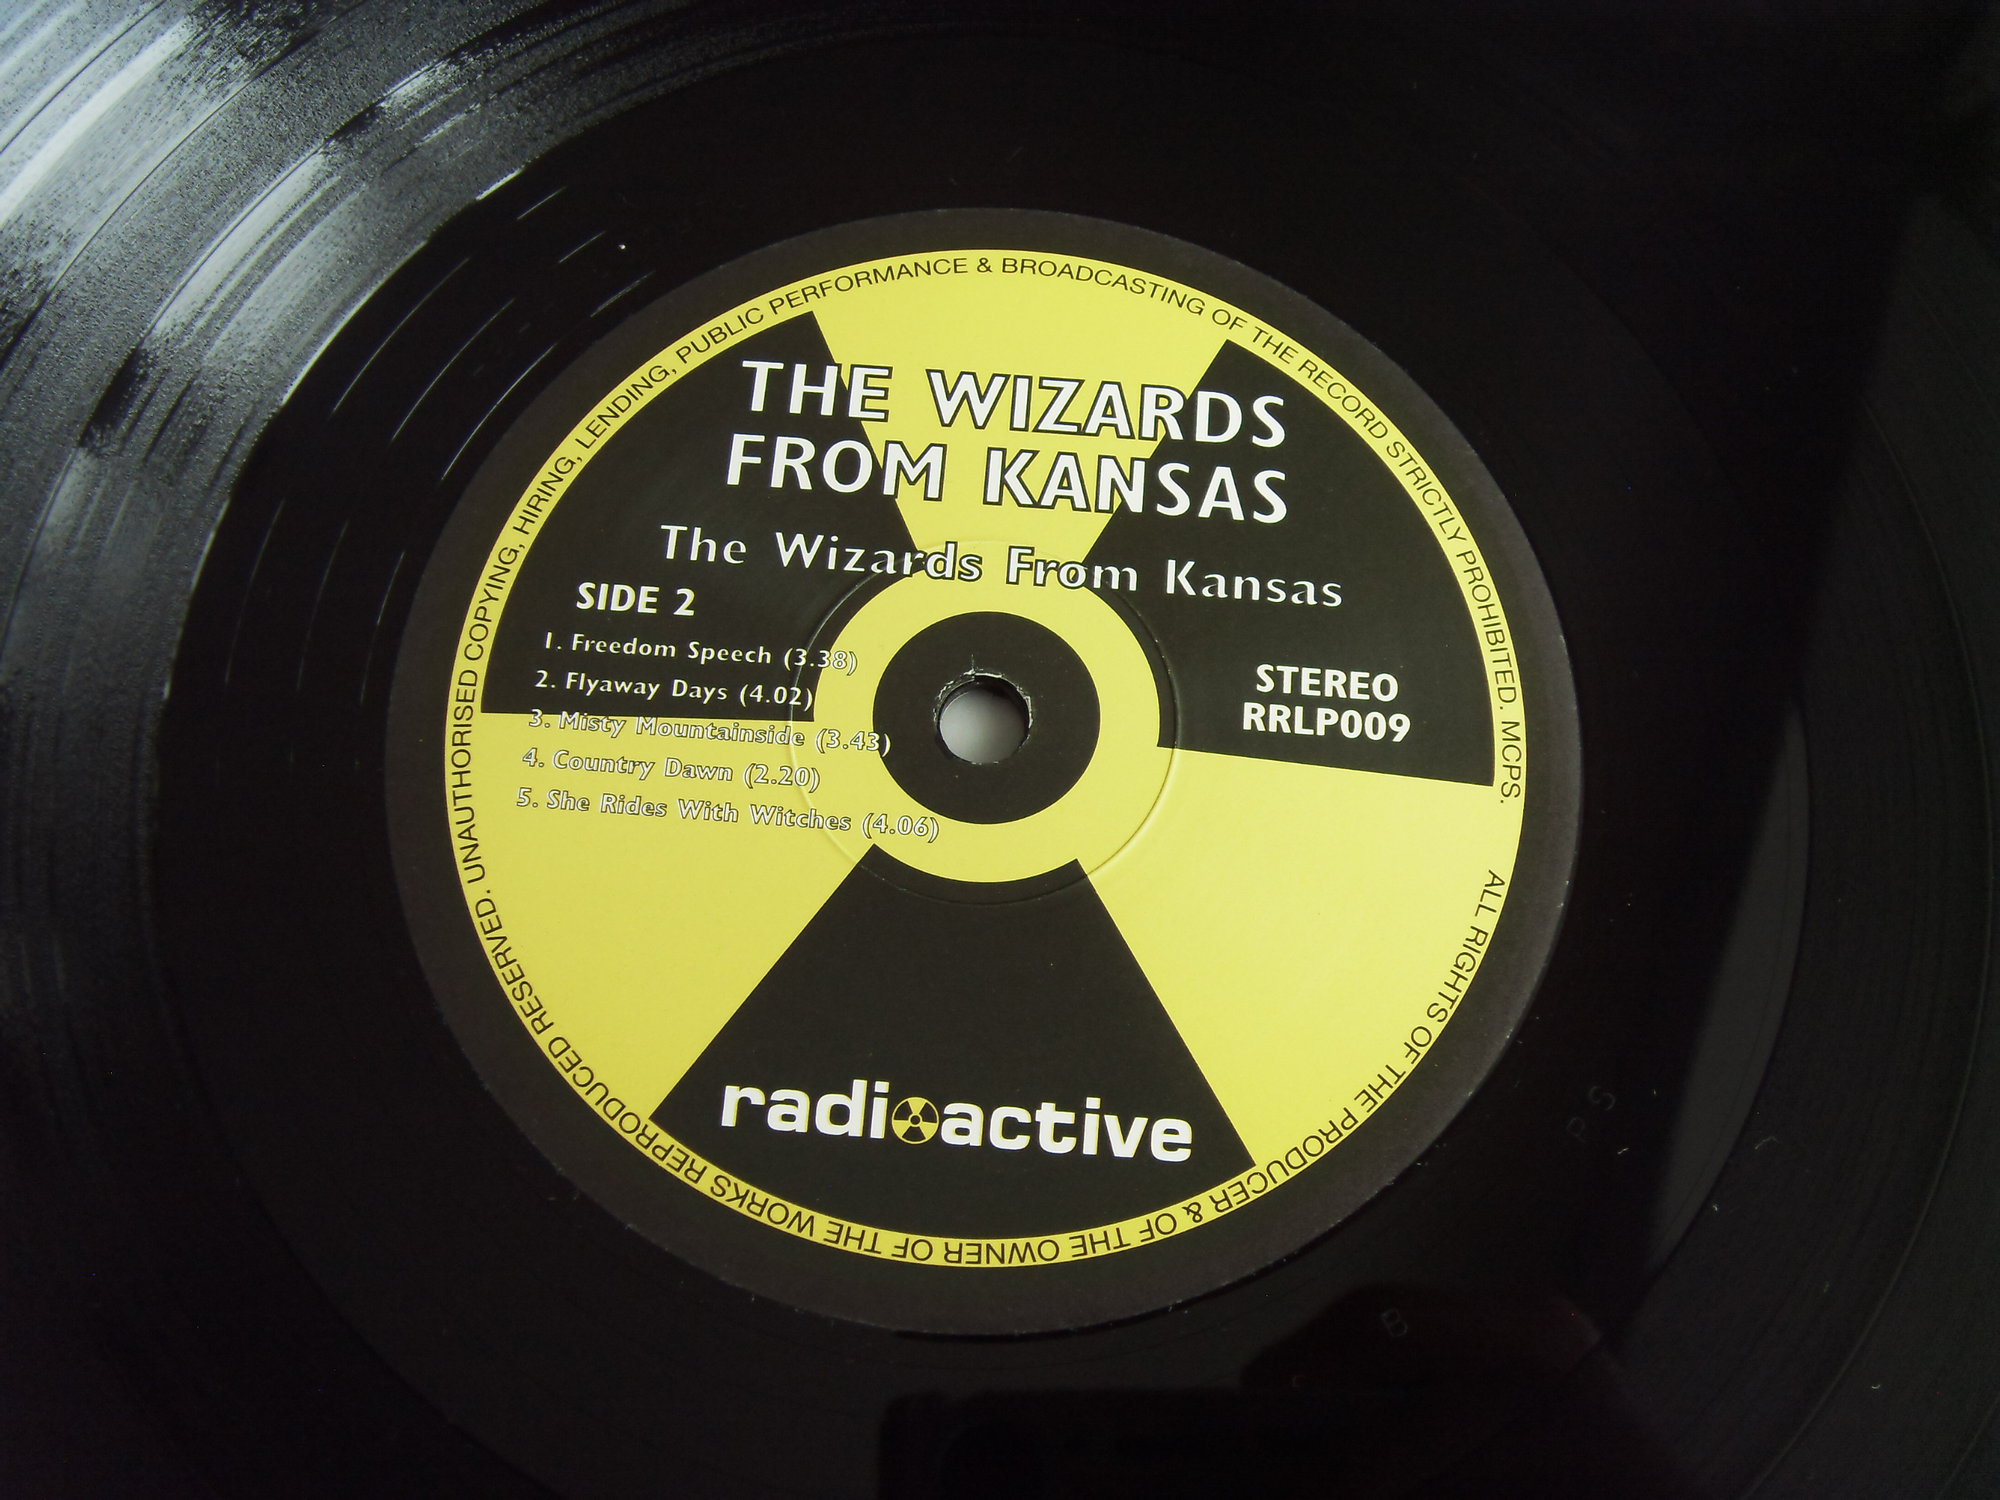 THE WIZARDS
FROM KANSAS
The Wizards From Kansas
SIDE 2
1. Freedom Speech (3.38)
2. Flyaway Days (4.02)
3. Misty Mountainside (3.43)
4. Country Dawn (2.20)
5. She Rides With Witches (4.06)
STEREO
RRLP009
radioactive
ALL RIGHTS OF THE PRODUCER & OF THE OWNER OF THE WORKS REPRODUCED RESERVED. UNAUTHORISED COPYING, HIRING, LENDING, PUBLIC PERFORMANCE & BROADCASTING OF THE RECORD STRICTLY PROHIBITED. MCPS.
PS
B